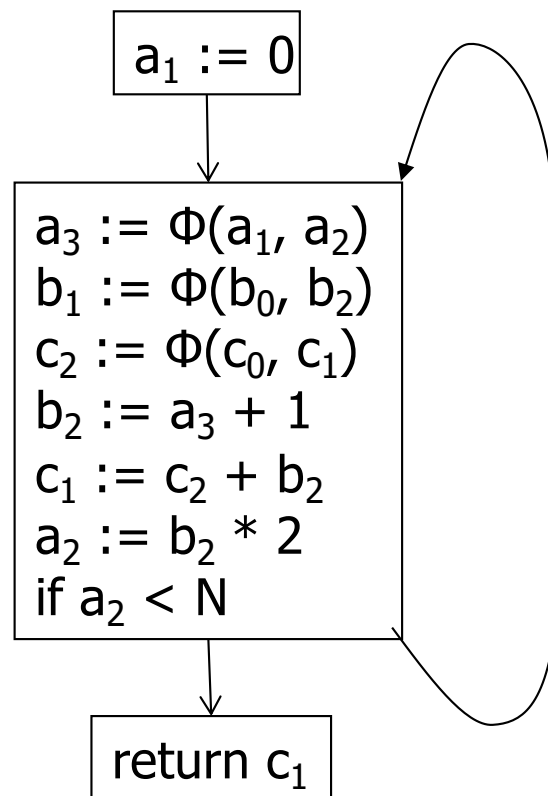 a₁ := 0
a₃ := Φ(a₁, a₂)
b₁ := Φ(b₀, b₂)
c₂ := Φ(c₀, c₁)
b₂ := a₃ + 1
c₁ := c₂ + b₂
a₂ := b₂ * 2
if a₂ < N
return c₁